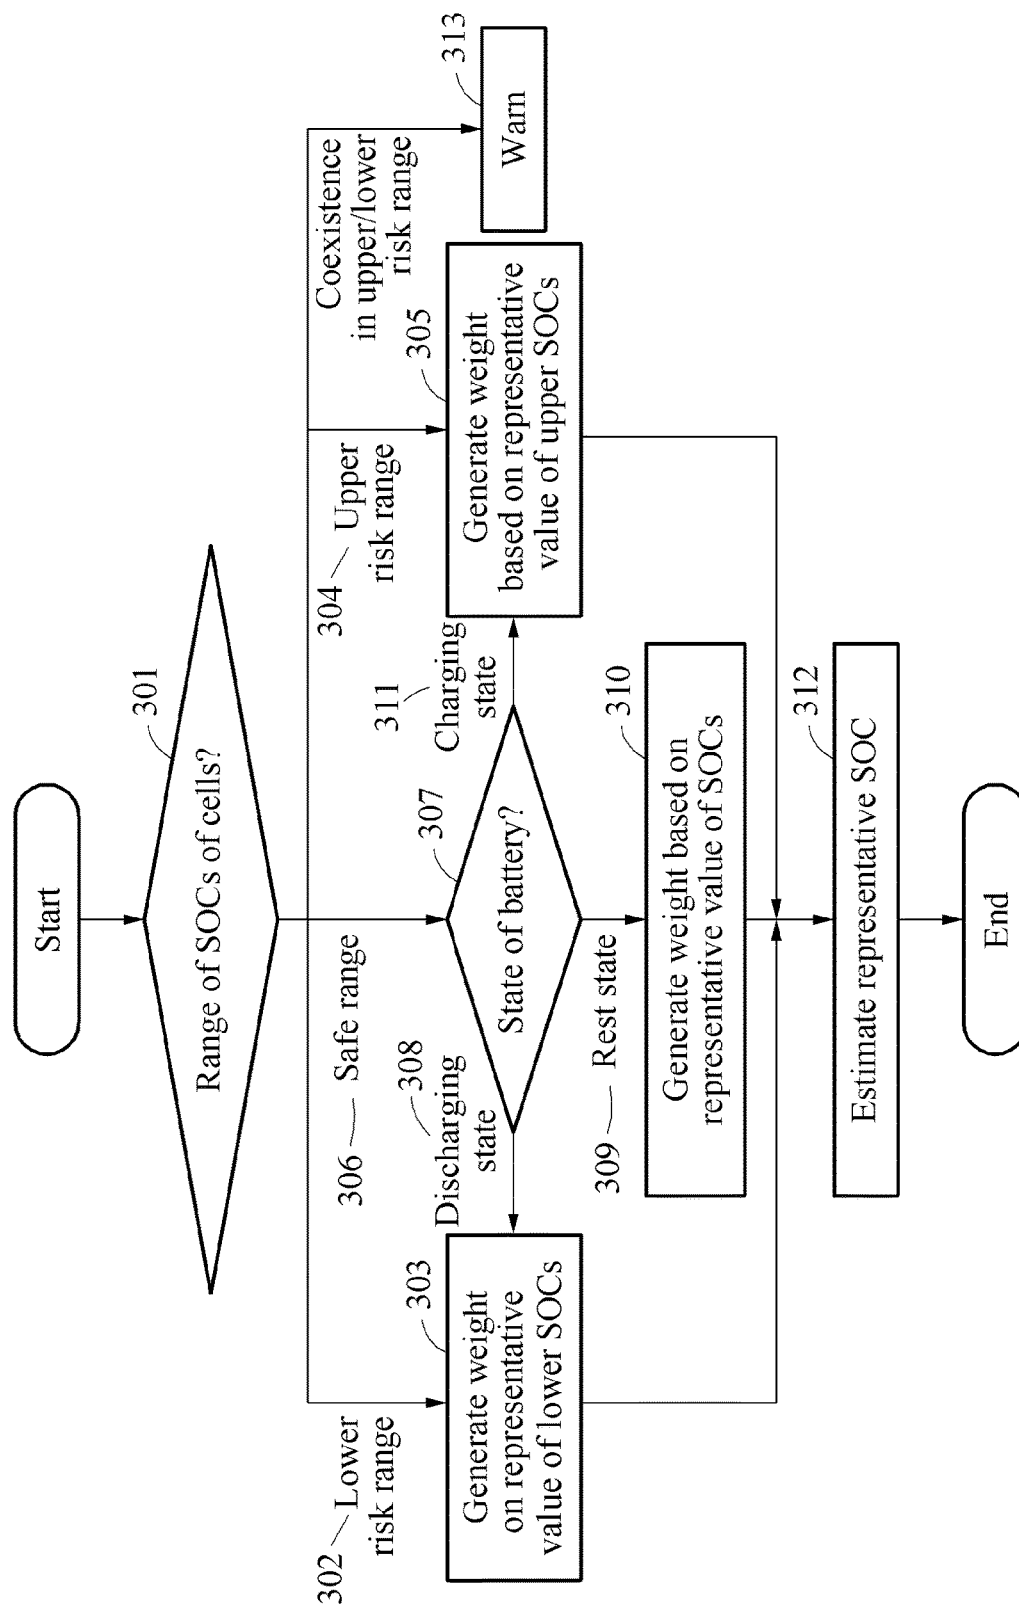 Start
301
Range of SOCs of cells?
302
Lower
risk range
306
Safe range
304
Upper
risk range
Coexistence
in upper/lower
risk range
303
Generate weight
on representative
value of lower SOCs
308
Discharging
state
307
State of battery?
311
Charging
state
305
Generate weight
based on representative
value of upper SOCs
313
Warn
309
Rest state
310
Generate weight based on
representative value of SOCs
312
Estimate representative SOC
End